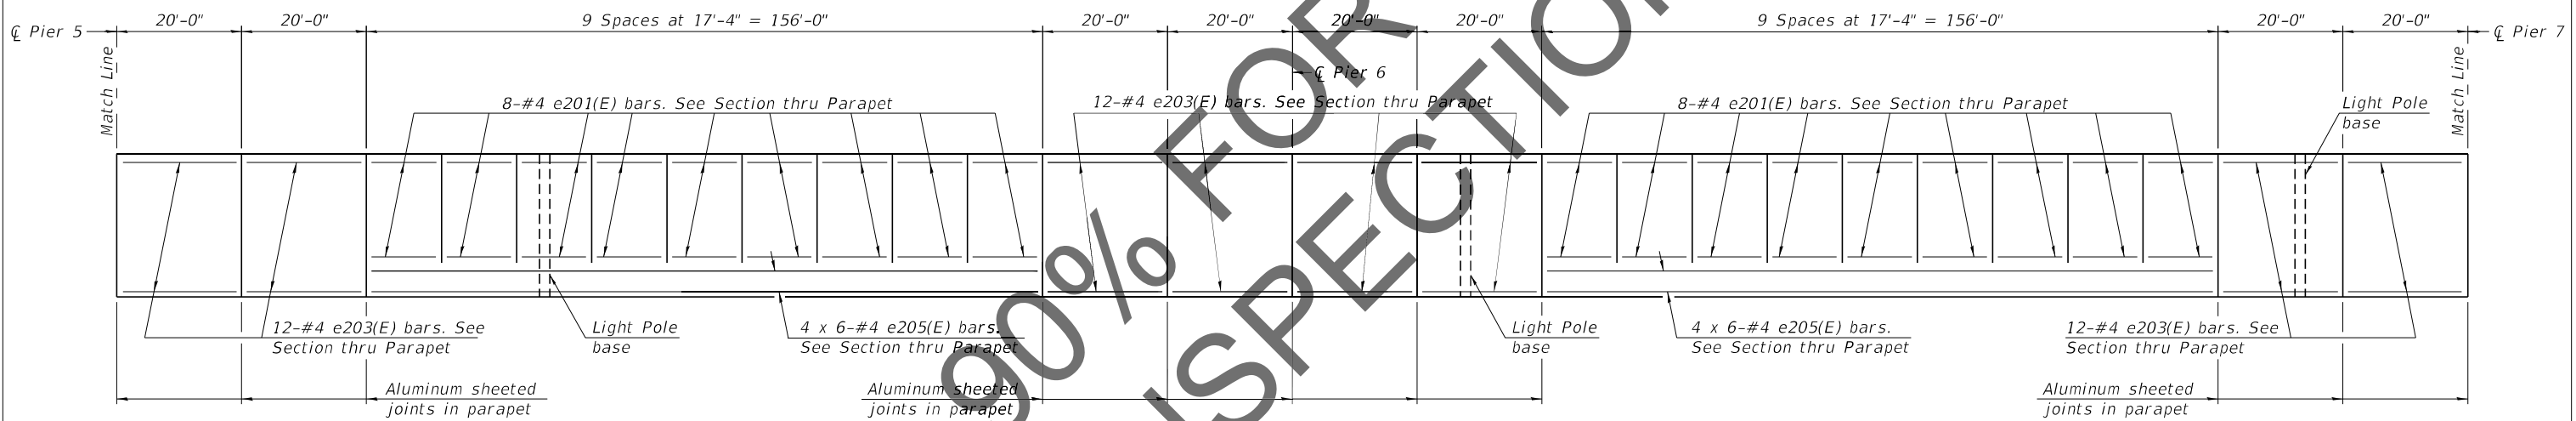 20'-0" 20'-0" 9 Spaces at 17'-4" = 156'-0" 20'-0" 20'-0" 20'-0" 20'-0" 9 Spaces at 17'-4" = 156'-0" 20'-0" 20'-0"
℄ Pier 5
℄ Pier 7
Match Line
Match Line
℄ Pier 6
8-#4 e201(E) bars. See Section thru Parapet
12-#4 e203(E) bars. See Section thru Parapet
8-#4 e201(E) bars. See Section thru Parapet
Light Pole
base
12-#4 e203(E) bars. See
Section thru Parapet
Light Pole
base
4 x 6-#4 e205(E) bars.
See Section thru Parapet
Light Pole
base
4 x 6-#4 e205(E) bars.
See Section thru Parapet
12-#4 e203(E) bars. See
Section thru Parapet
Aluminum sheeted
joints in parapet
Aluminum sheeted
joints in parapet
Aluminum sheeted
joints in parapet
90% FOR